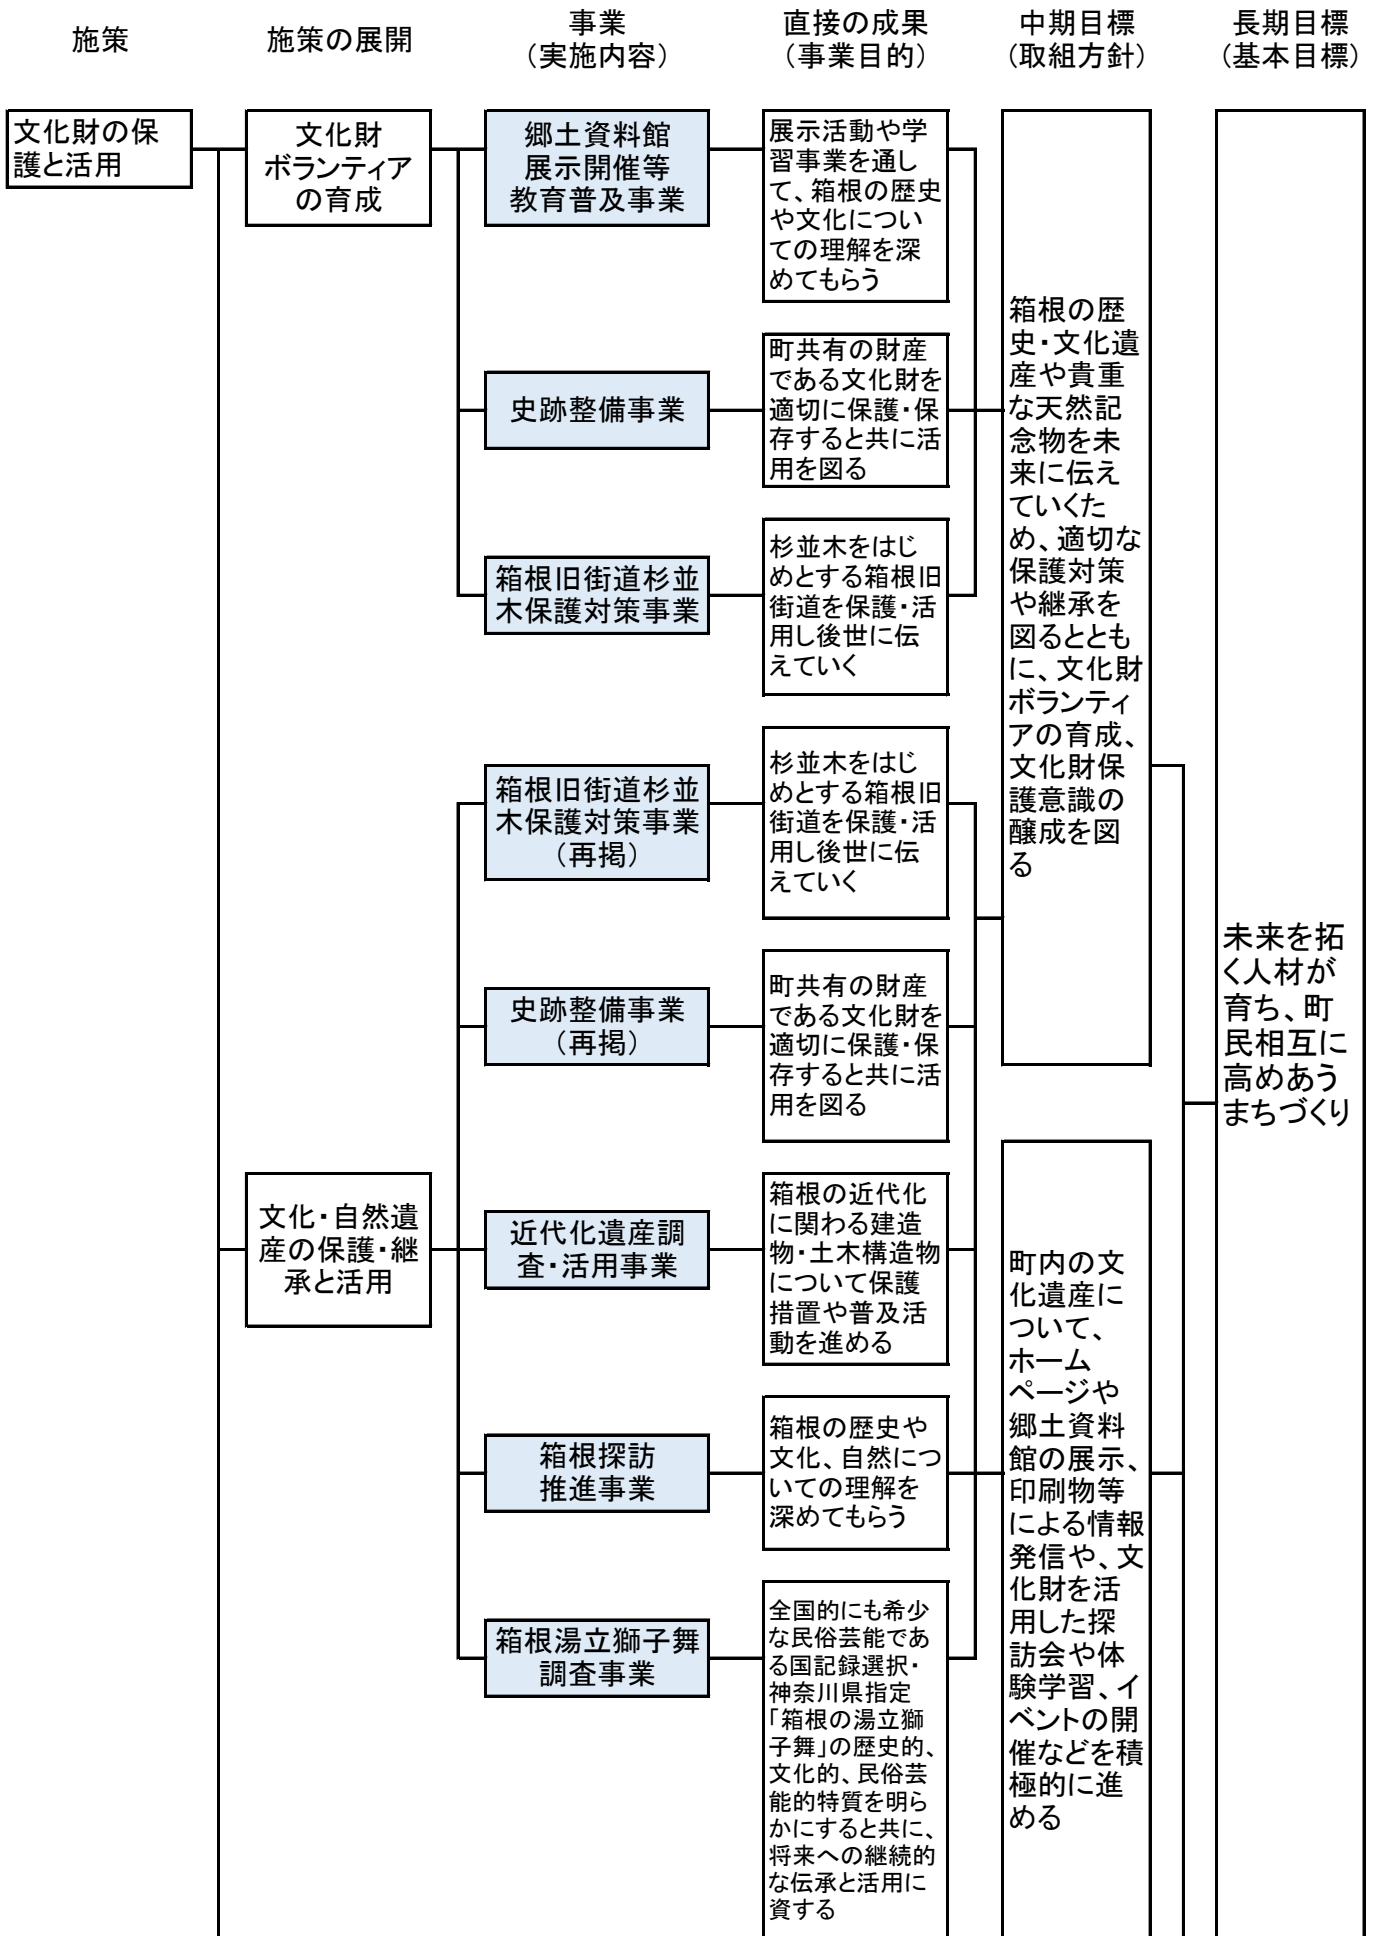 施策
施策の展開
事業
（実施内容）
直接の成果
（事業目的）
中期目標
（取組方針）
長期目標
（基本目標）
文化財の保
護と活用
文化財
ボランティア
の育成
郷土資料館
展示開催等
教育普及事業
展示活動や学
習事業を通し
て、箱根の歴史
や文化につい
ての理解を深
めてもらう
史跡整備事業
町共有の財産
である文化財を
適切に保護・保
存すると共に活
用を図る
箱根旧街道杉並
木保護対策事業
杉並木をはじ
めとする箱根旧
街道を保護・活
用し後世に伝
えていく
箱根の歴
史・文化遺
産や貴重
な天然記
念物を未
来に伝え
ていくた
め、適切な
保護対策
や継承を
図るととも
に、文化財
ボランティ
アの育成、
文化財保
護意識の
醸成を図
る
文化・自然遺
産の保護・継
承と活用
箱根旧街道杉並
木保護対策事業
（再掲）
杉並木をはじ
めとする箱根旧
街道を保護・活
用し後世に伝
えていく
史跡整備事業
（再掲）
町共有の財産
である文化財を
適切に保護・保
存すると共に活
用を図る
近代化遺産調
査・活用事業
箱根の近代化
に関わる建造
物・土木構造物
について保護
措置や普及活
動を進める
箱根探訪
推進事業
箱根の歴史や
文化、自然につ
いての理解を
深めてもらう
箱根湯立獅子舞
調査事業
全国的にも希少
な民俗芸能であ
る国記録選択・
神奈川県指定
「箱根の湯立獅
子舞」の歴史的、
文化的、民俗芸
能的特質を明ら
かにすると共に、
将来への継続的
な伝承と活用に
資する
町内の文
化遺産に
ついて、
ホーム
ページや
郷土資料
館の展示、
印刷物等
による情報
発信や、文
化財を活
用した探
訪会や体
験学習、イ
ベントの開
催などを積
極的に進
める
未来を拓
く人材が
育ち、町
民相互に
高めあう
まちづくり